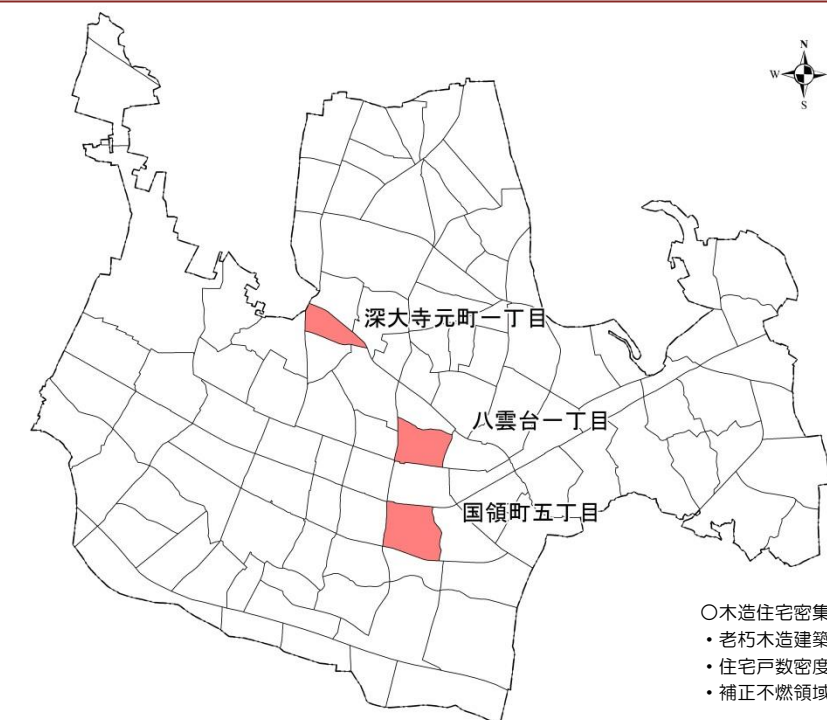 N
W
S
深大寺元町一丁目
八雲台一丁目
国領町五丁目
〇木造住宅密集
・老朽木造建築
・住宅戸数密度
・補正不燃領域